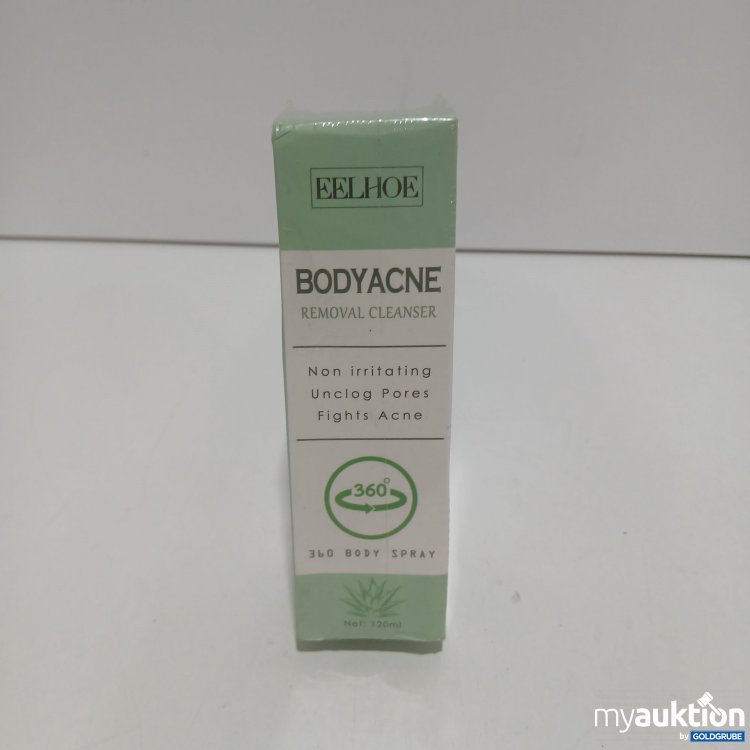 EELHOE
BODYACNE
REMOVAL CLEANSER
Non irritating
Unclog Pores
Fights Acne
360°
360 BODY SPRAY
Net: 120ml
myauktion
by GOLDGRUBE